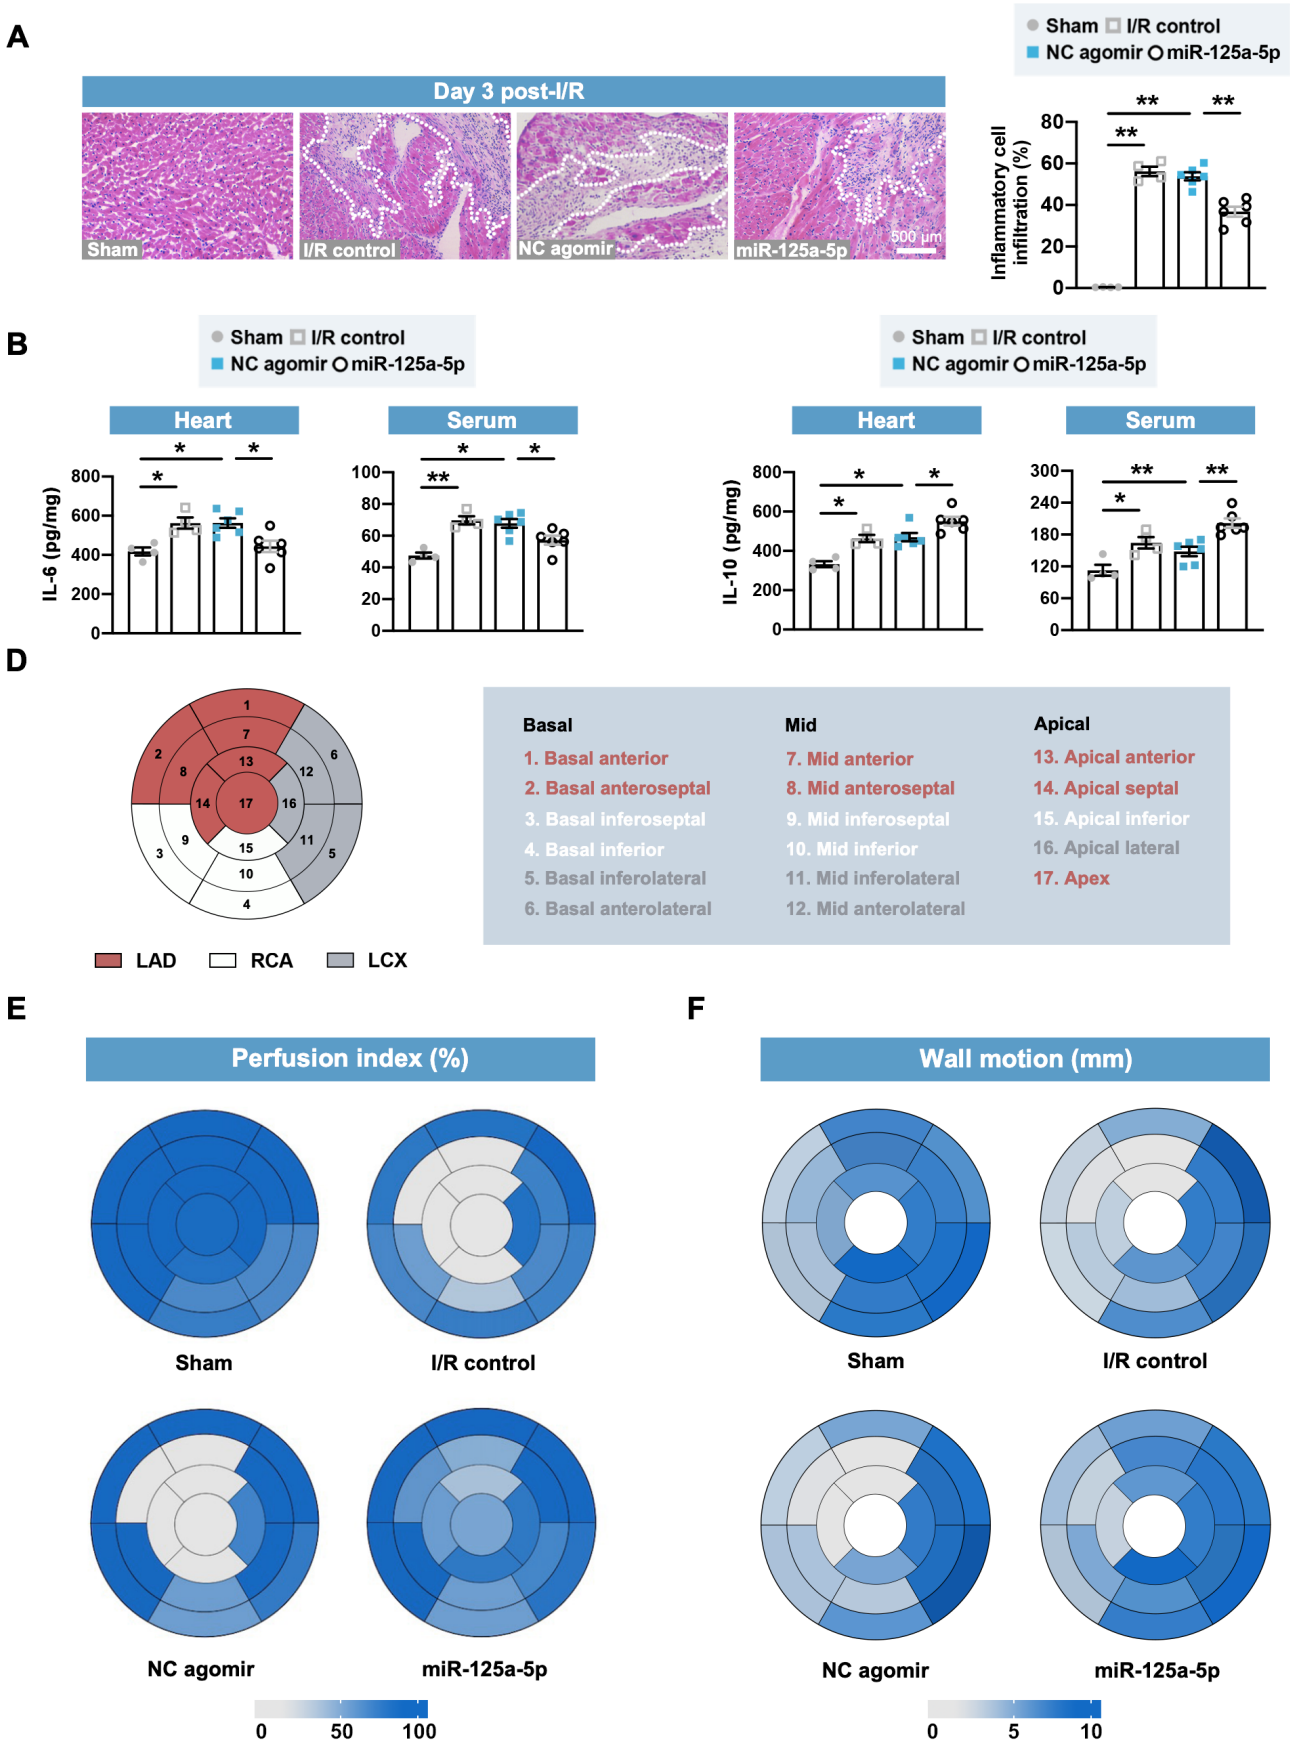 A
Sham I/R control
NC agomir miR-125a-5p
Day 3 post-I/R
Sham
I/R control
NC agomir
miR-125a-5p
500 μm
Inflammatory cell
infiltration (%)
80
60
40
20
0
**
**
**
B
Sham I/R control
NC agomir miR-125a-5p
Sham I/R control
NC agomir miR-125a-5p
Heart
IL-6 (pg/mg)
800
600
400
200
0
*
*
*
Serum
100
80
60
40
20
0
*
*
**
Heart
IL-10 (pg/mg)
800
600
400
200
0
*
*
*
Serum
300
240
180
120
60
0
**
**
*
D
1
2
3
4
5
6
7
8
9
10
11
12
13
14
15
16
17
LAD RCA LCX
Basal
1. Basal anterior
2. Basal anteroseptal
3. Basal inferoseptal
4. Basal inferior
5. Basal inferolateral
6. Basal anterolateral
Mid
7. Mid anterior
8. Mid anteroseptal
9. Mid inferoseptal
10. Mid inferior
11. Mid inferolateral
12. Mid anterolateral
Apical
13. Apical anterior
14. Apical septal
15. Apical inferior
16. Apical lateral
17. Apex
E
Perfusion index (%)
Sham
I/R control
NC agomir
miR-125a-5p
0 50 100
F
Wall motion (mm)
Sham
I/R control
NC agomir
miR-125a-5p
0 5 10